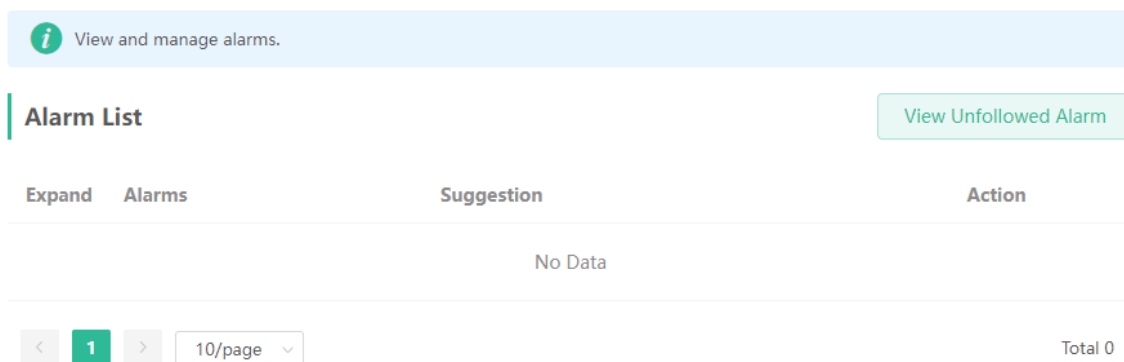 i View and manage alarms.
Alarm List
View Unfollowed Alarm
Expand Alarms Suggestion Action
No Data
< 1 > 10/page Total 0